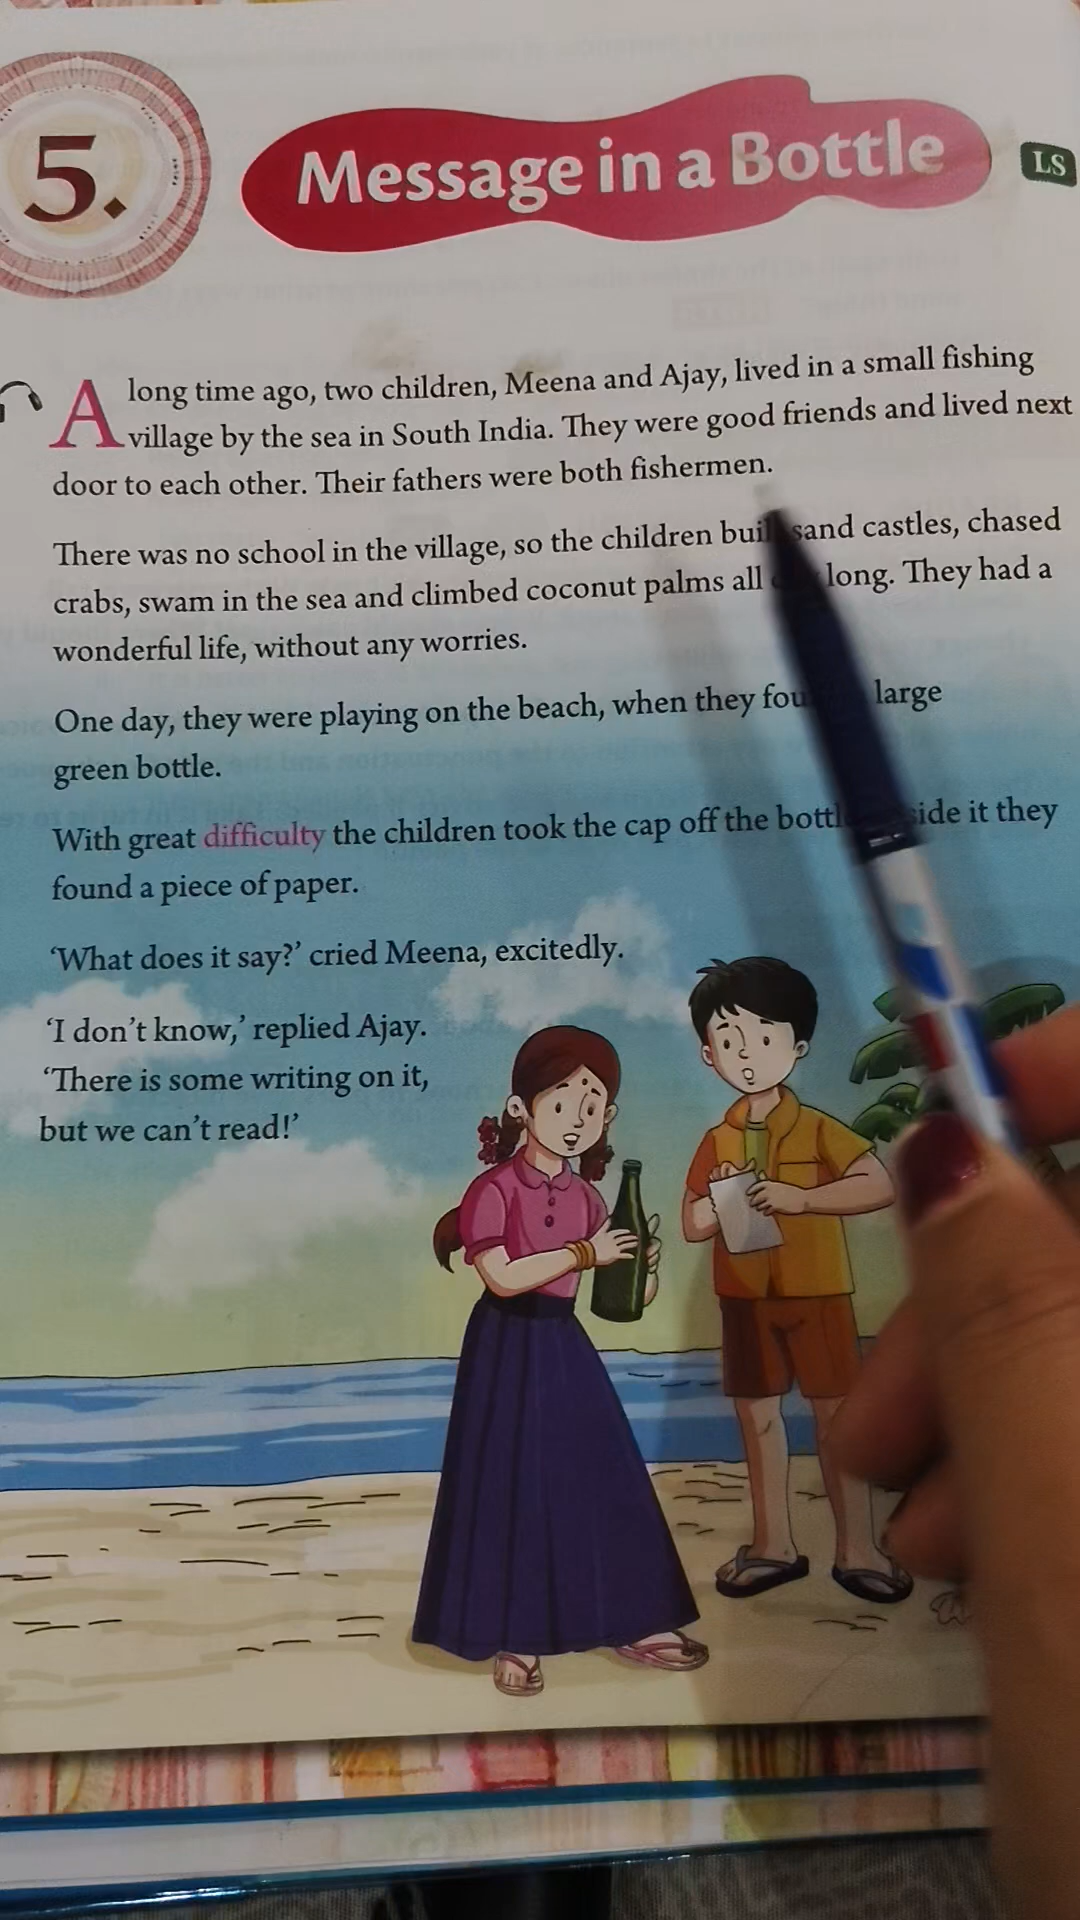 5.
Message in a Bottle
LS
A long time ago, two children, Meena and Ajay, lived in a small fishing
village by the sea in South India. They were good friends and lived next
door to each other. Their fathers were both fishermen.
There was no school in the village, so the children sand castles, chased
crabs, swam in the sea and climbed coconut palms all long. They had a
wonderful life, without any worries.
One day, they were playing on the beach, when they large
green bottle.
With great difficulty the children took the cap off the it they
found a piece of paper.
‘What does it say?’ cried Meena, excitedly.
‘I don’t know,’ replied Ajay.
‘There is some writing on it,
but we can’t read!’